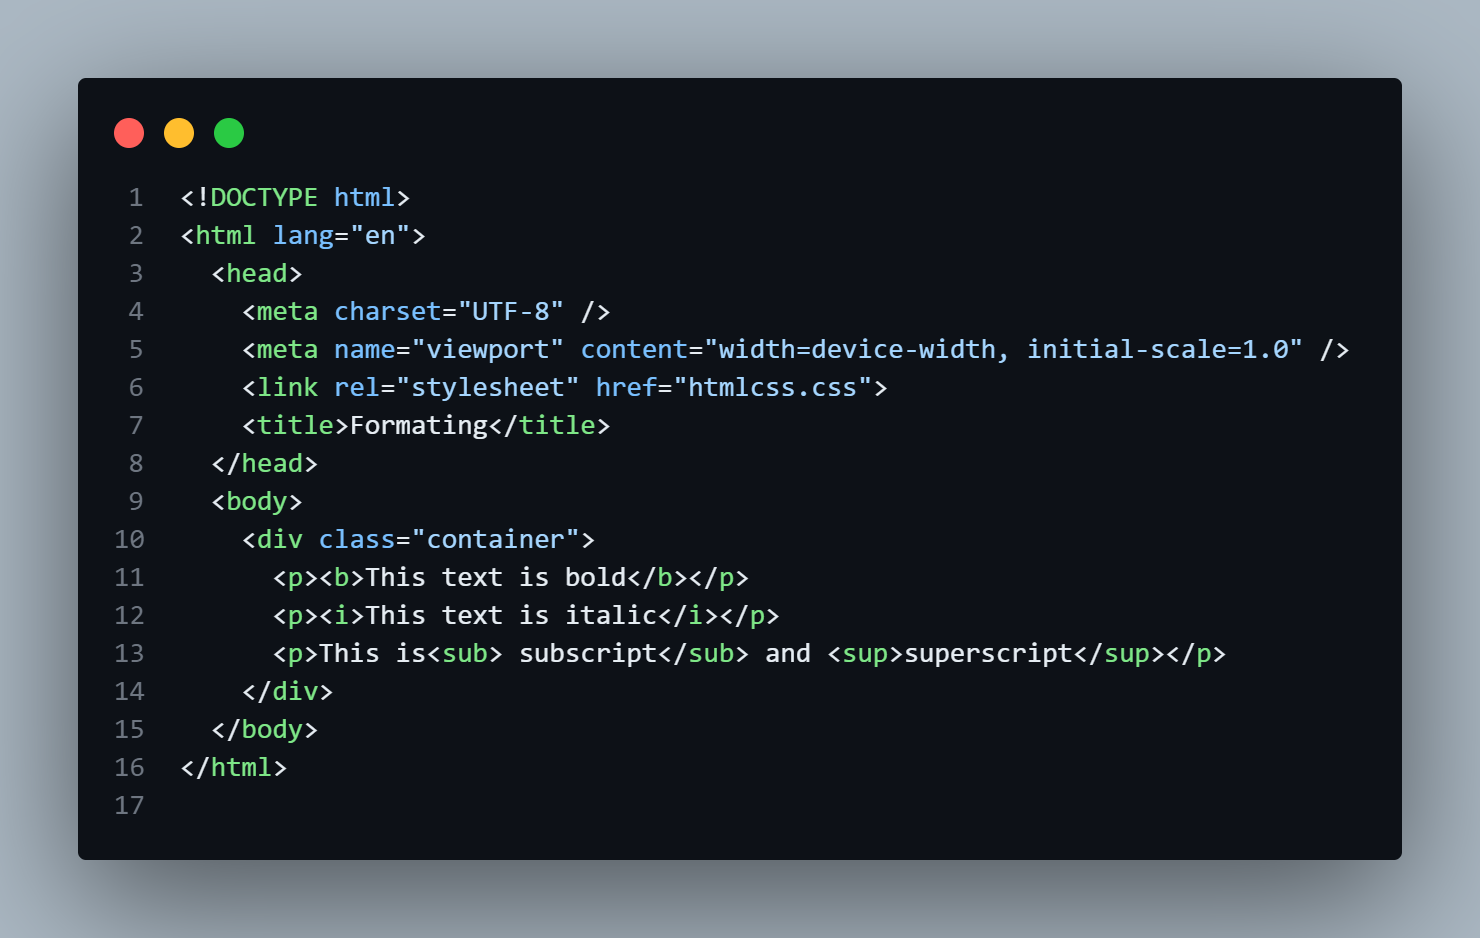 1 <!DOCTYPE html>
2 <html lang="en">
3   <head>
4     <meta charset="UTF-8" />
5     <meta name="viewport" content="width=device-width, initial-scale=1.0" />
6     <link rel="stylesheet" href="htmlcss.css">
7     <title>Formating</title>
8   </head>
9   <body>
10     <div class="container">
11       <p><b>This text is bold</b></p>
12       <p><i>This text is italic</i></p>
13       <p>This is<sub> subscript</sub> and <sup>superscript</sup></p>
14     </div>
15   </body>
16 </html>
17